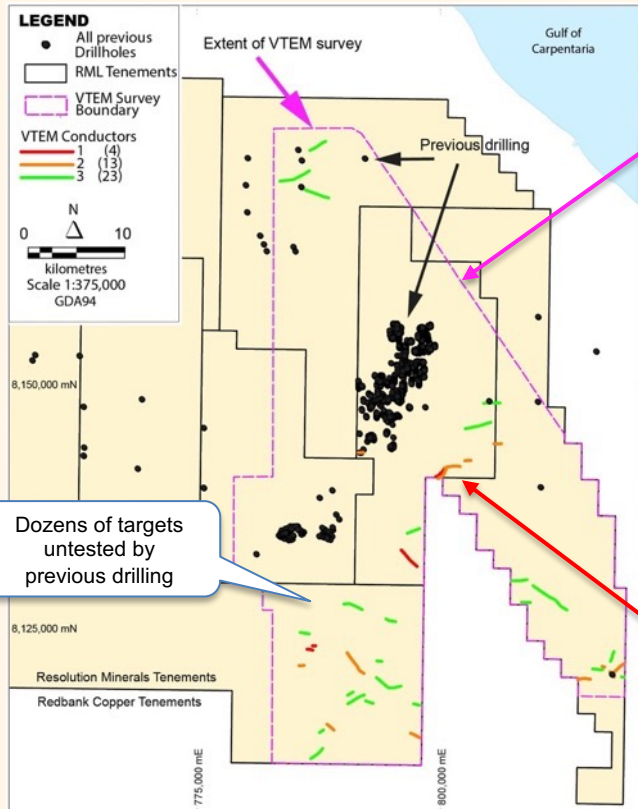 LEGEND
All previous
Drillholes
RML Tenements
VTEM Survey
Boundary
VTEM Conductors
1 (4)
2 (13)
3 (23)
N
0 10
kilometres
Scale 1:375,000
GDA94
Extent of VTEM survey
Gulf of
Carpentaria
Previous drilling
8,150,000 mN
Dozens of targets
untested by
previous drilling
8,125,000 mN
Resolution Minerals Tenements
Redbank Copper Tenements
775,000 mE
800,000 mE